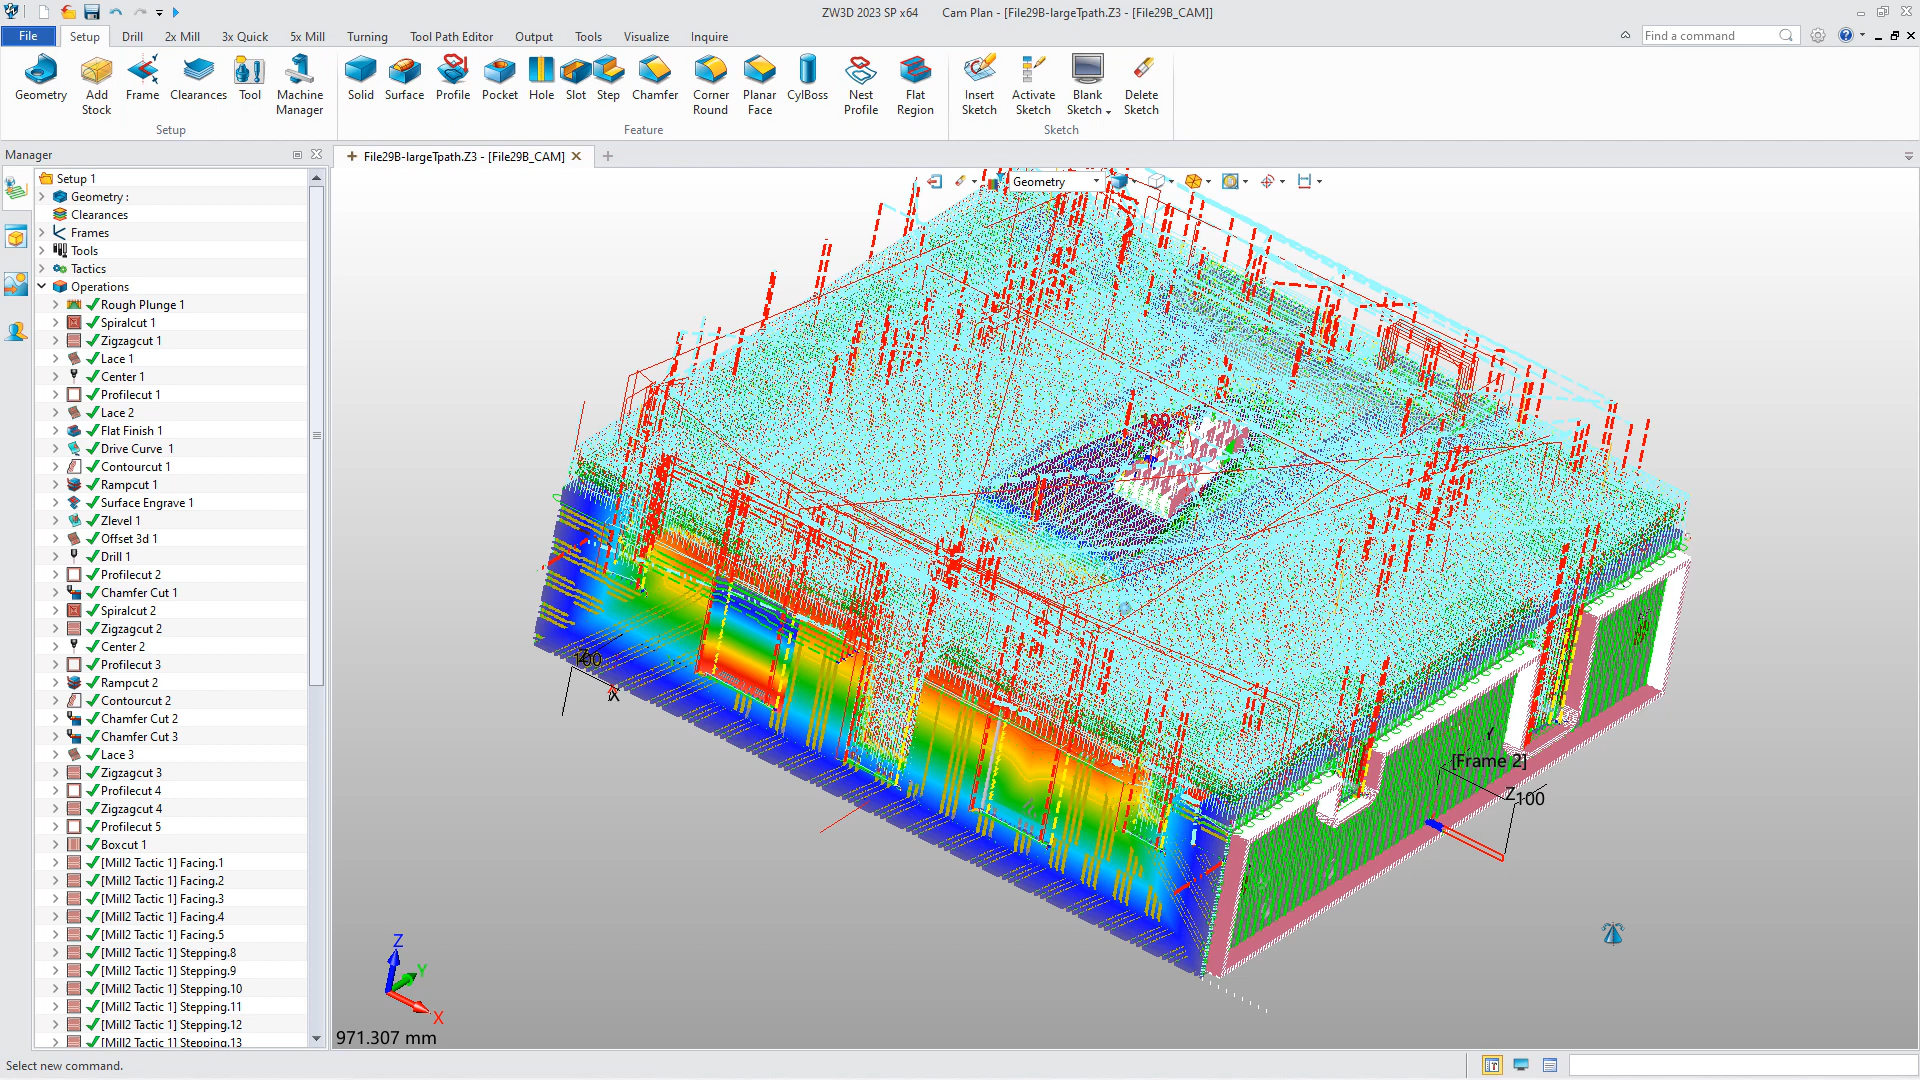 ZW3D 2023 SP x64 Cam Plan - [File29B-largeTpath.Z3 - [File29B_CAM]]
File Setup Drill 2x Mill 3x Quick 5x Mill Turning Tool Path Editor Output Tools Visualize Inquire Find a command
Geometry Add Stock Frame Clearances Tool Machine Manager
Solid Surface Profile Pocket Hole Slot Step Chamfer Corner Round Planar Face CylBoss Nest Profile Flat Region
Insert Sketch Activate Sketch Blank Sketch Delete Sketch
Setup Feature Sketch
Manager
File29B-largeTpath.Z3 - [File29B_CAM]
Geometry
Setup 1
Geometry :
Clearances
Frames
Tools
Tactics
Operations
Rough Plunge 1
Spiralcut 1
Zigzagcut 1
Lace 1
Center 1
Profilecut 1
Lace 2
Flat Finish 1
Drive Curve 1
Contourcut 1
Rampcut 1
Surface Engrave 1
Zlevel 1
Offset 3d 1
Drill 1
Profilecut 2
Chamfer Cut 1
Spiralcut 2
Zigzagcut 2
Center 2
Profilecut 3
Rampcut 2
Contourcut 2
Chamfer Cut 2
Chamfer Cut 3
Lace 3
Zigzagcut 3
Profilecut 4
Zigzagcut 4
Profilecut 5
Boxcut 1
[Mill2 Tactic 1] Facing.1
[Mill2 Tactic 1] Facing.2
[Mill2 Tactic 1] Facing.3
[Mill2 Tactic 1] Facing.4
[Mill2 Tactic 1] Facing.5
[Mill2 Tactic 1] Stepping.8
[Mill2 Tactic 1] Stepping.9
[Mill2 Tactic 1] Stepping.10
[Mill2 Tactic 1] Stepping.11
[Mill2 Tactic 1] Stepping.12
[Mill2 Tactic 1] Stepping.13
100
100
X
Y
[Frame 2]
Z100
Z
Y
X
971.307 mm
Select new command.